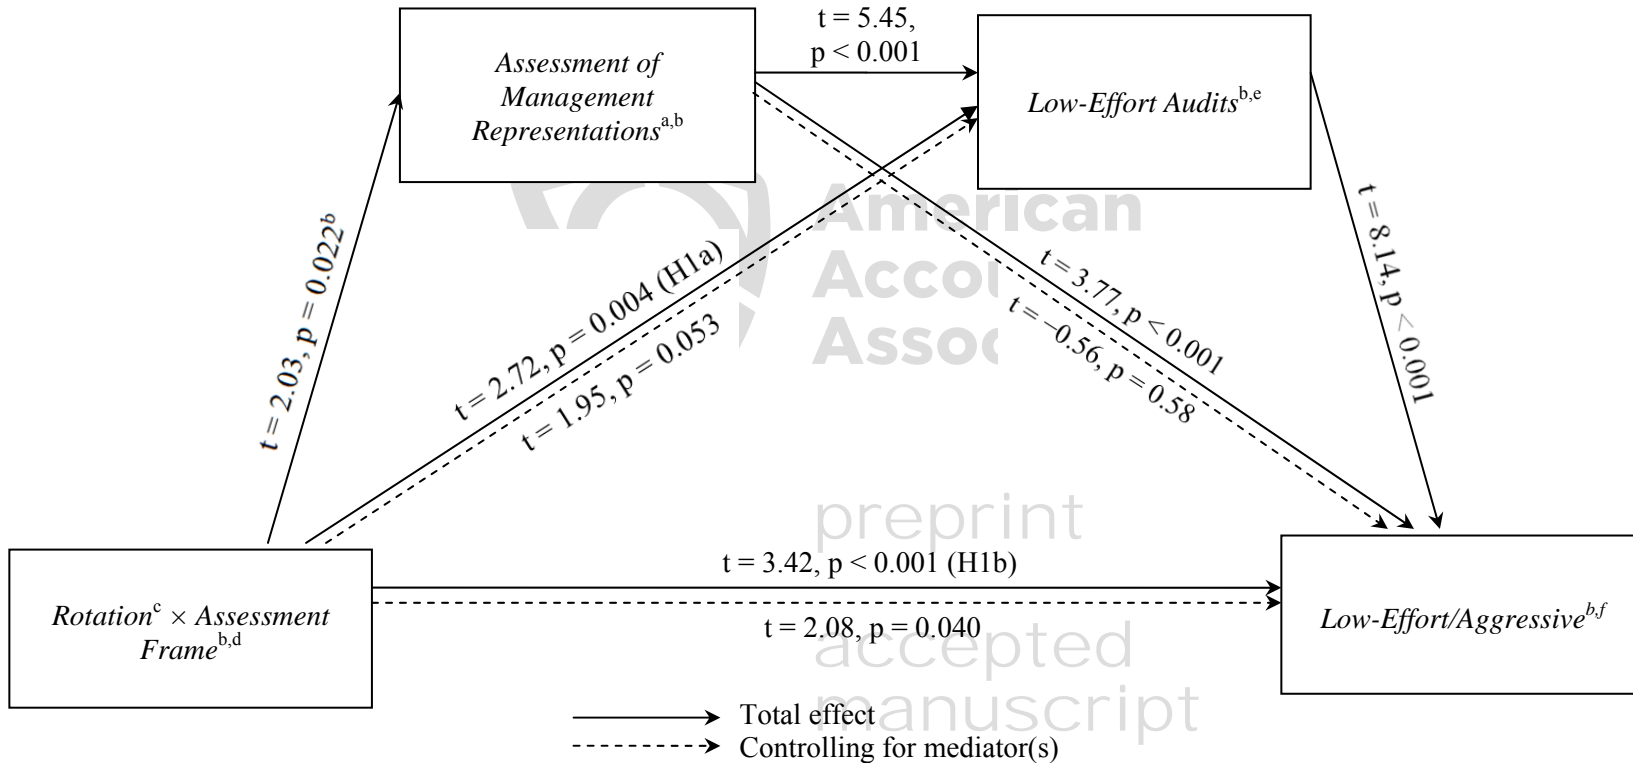 t = 5.45,
p < 0.001
Assessment of
Management
Representations^a,b
Low-Effort Audits^b,e
t = 2.03, p = 0.022^b
t = 2.72, p = 0.004 (H1a)
t = 1.95, p = 0.053
t = 3.77, p < 0.001
t = −0.56, p = 0.58
t = 8.14, p < 0.001
American
Accou
Assoc
preprint
accepted
manuscript
t = 3.42, p < 0.001 (H1b)
t = 2.08, p = 0.040
Rotation^c × Assessment
Frame^b,d
Low-Effort/Aggressive^b,f
Total effect
Controlling for mediator(s)